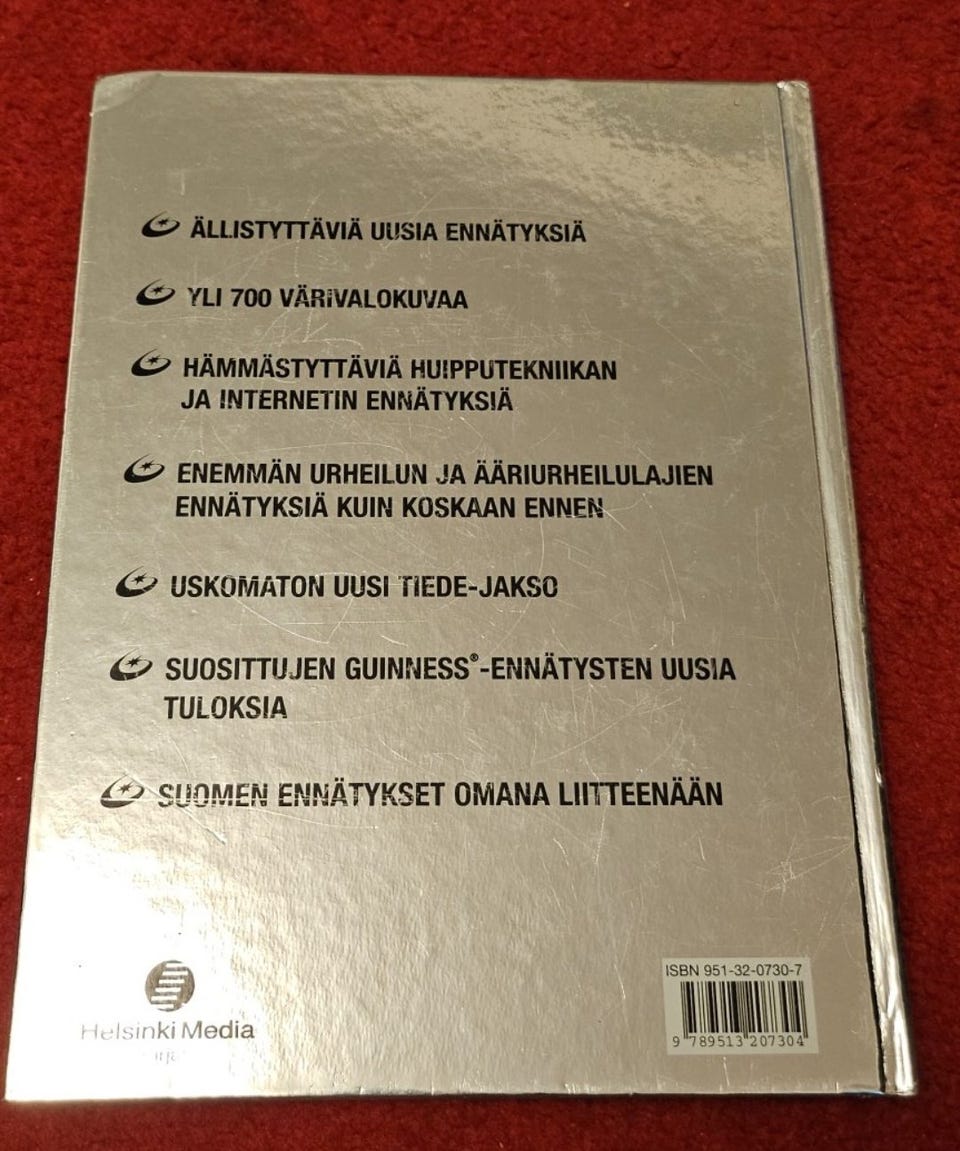 ÄLLISTYTTÄVIÄ UUSIA ENNÄTYKSIÄ
YLI 700 VÄRIVALOKUVAA
HÄMMÄSTYTTÄVIÄ HUIPPUTEKNIIKAN
JA INTERNETIN ENNÄTYKSIÄ
ENEMMÄN URHEILUN JA ÄÄRIURHEILULAJIEN
ENNÄTYKSIÄ KUIN KOSKAAN ENNEN
USKOMATON UUSI TIEDE-JAKSO
SUOSITTUJEN GUINNESS®-ENNÄTYSTEN UUSIA
TULOKSIA
SUOMEN ENNÄTYKSET OMANA LIITTEENÄÄN
Helsinki Media
ISBN 951-32-0730-7
9 789513 207304